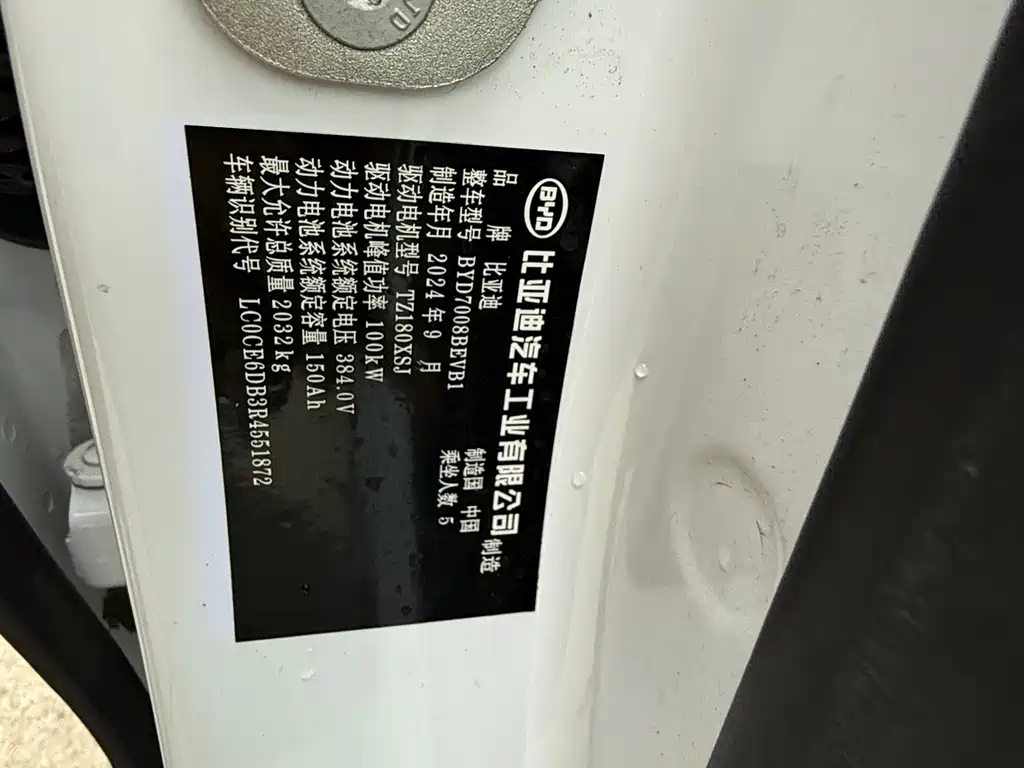 BYD 比亚迪汽车工业有限公司 制造
品 牌 比亚迪 制造国 中国
整车型号 BYD7008BEVB1 乘坐人数 5
制造年月 2024 年 9 月
驱动电机型号 TZ180XSJ
驱动电机峰值功率 100kW
动力电池系统额定电压 384.0V
动力电池系统额定容量 150Ah
最大允许总质量 2032kg
车辆识别代号 LC0CE6DB3R4551872